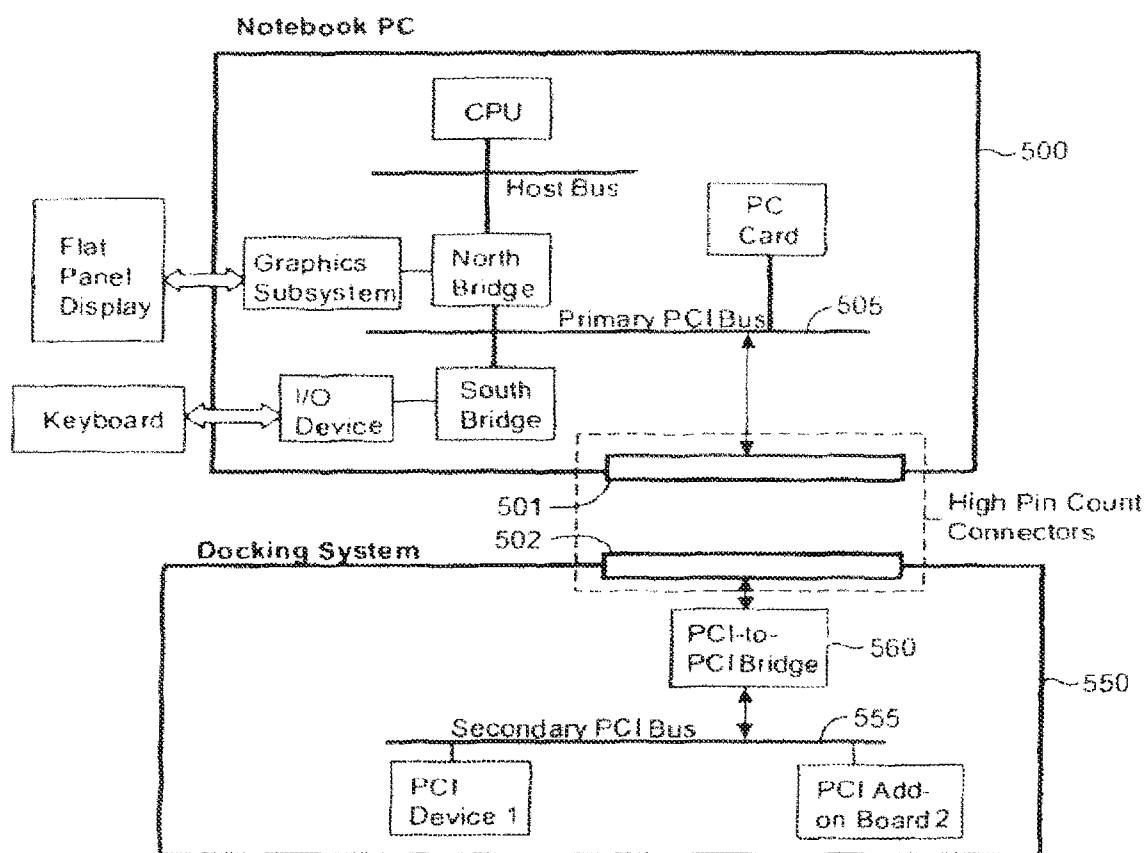 Notebook PC
CPU
500
Host Bus
PC
Card
Flat
Panel
Display
Graphics
Subsystem
North
Bridge
Primary PCI Bus
505
Keyboard
I/O
Device
South
Bridge
501
High Pin Count
Connectors
502
Docking System
PCI-to-
PCI Bridge
560
550
Secondary PCI Bus
555
PCI
Device 1
PCI Add-
on Board 2